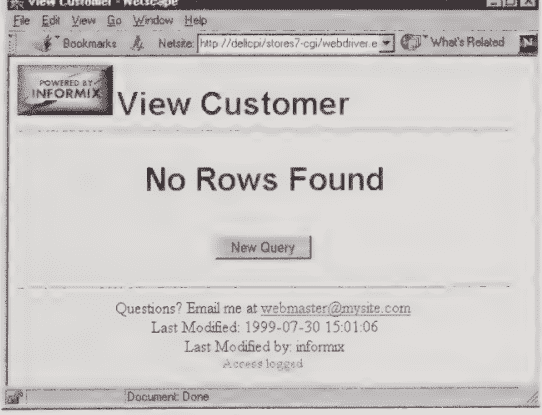 View Customer - Netscape
File Edit View Go Window Help
Bookmarks Netsite: http://dellcpi/stores7-cgi/webdriver.e What's Related N
POWERED BY
INFORMIX
View Customer
No Rows Found
New Query
Questions? Email me at webmaster@mysite.com
Last Modified: 1999-07-30 15:01:06
Last Modified by: informix
Access logged
Document: Done